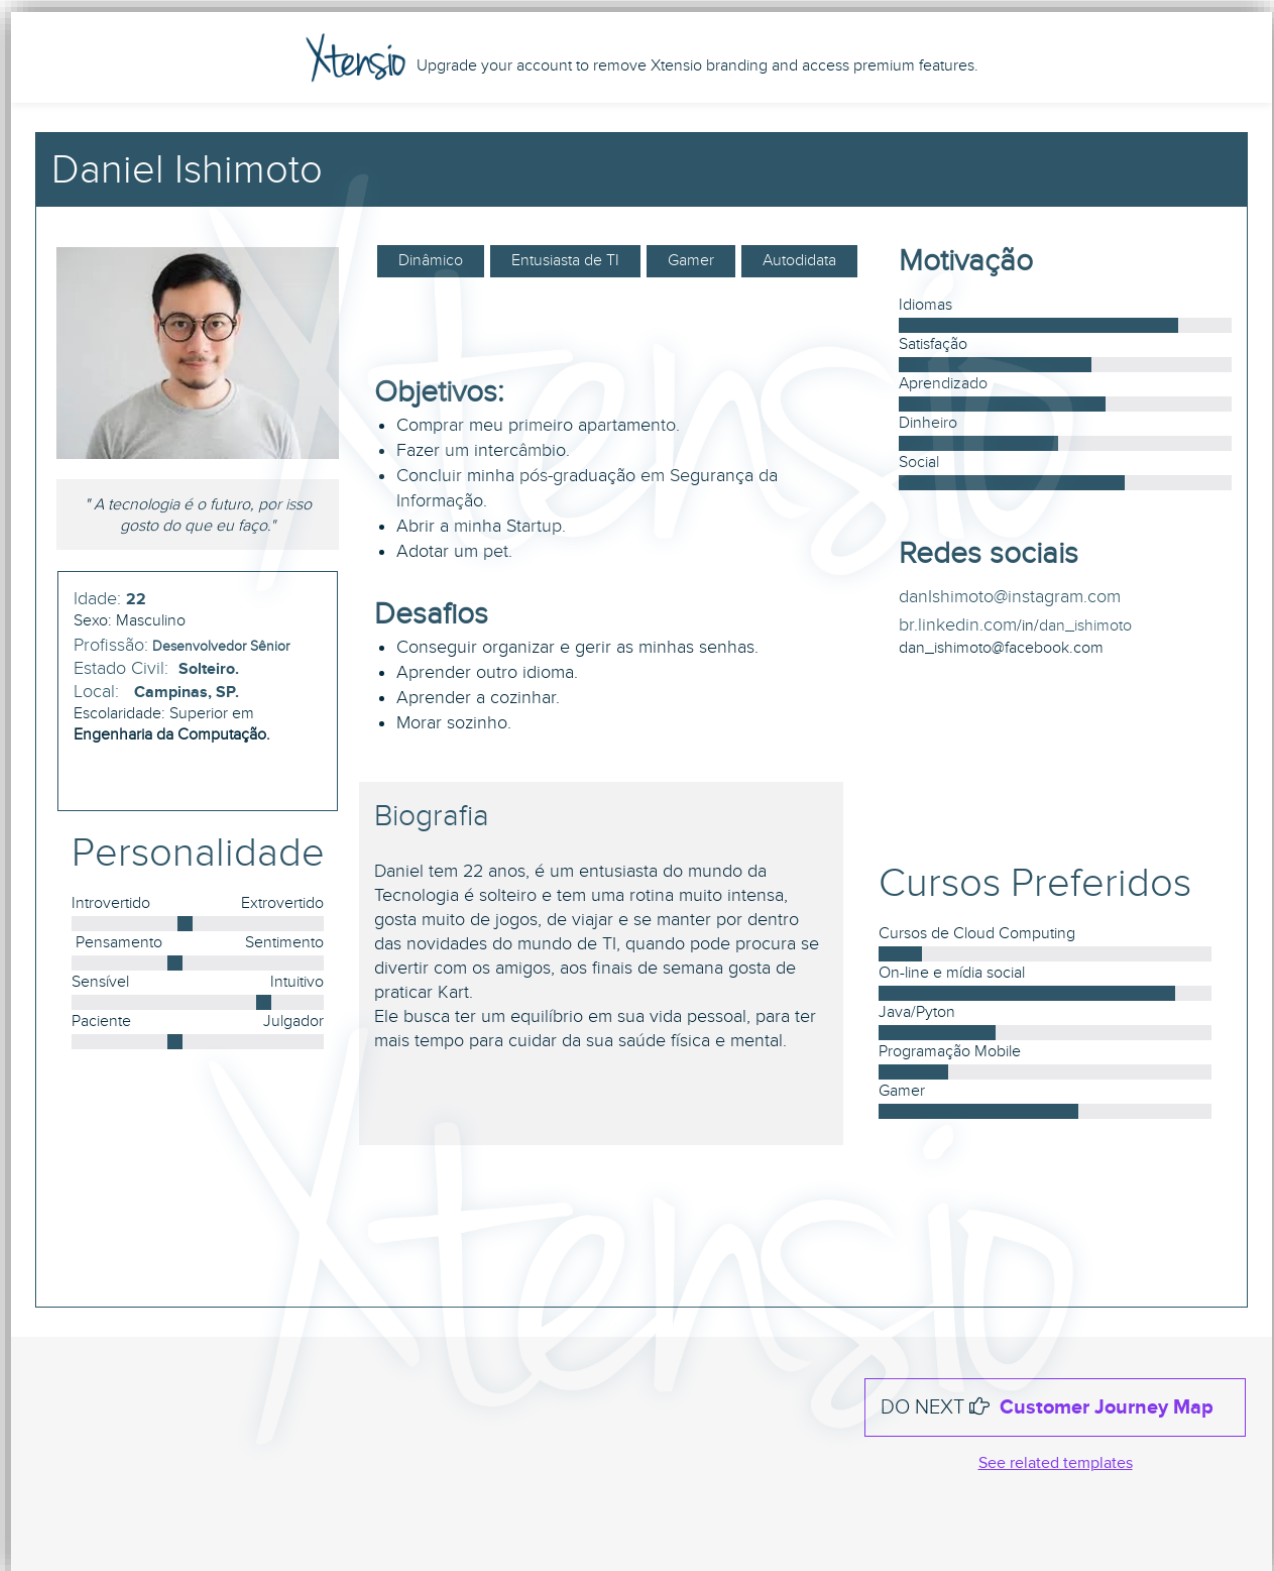 Xtensio Upgrade your account to remove Xtensio branding and access premium features.
Daniel Ishimoto
" A tecnologia é o futuro, por isso
gosto do que eu faço."
Idade: 22
Sexo: Masculino
Profissão: Desenvolvedor Sênior
Estado Civil: Solteiro.
Local: Campinas, SP.
Escolaridade: Superior em
Engenharia da Computação.
Personalidade
Introvertido Extrovertido
Pensamento Sentimento
Sensível Intuitivo
Paciente Julgador
Dinâmico Entusiasta de TI Gamer Autodidata
Objetivos:
• Comprar meu primeiro apartamento.
• Fazer um intercâmbio.
• Concluir minha pós-graduação em Segurança da
Informação.
• Abrir a minha Startup.
• Adotar um pet.
Desafios
• Conseguir organizar e gerir as minhas senhas.
• Aprender outro idioma.
• Aprender a cozinhar.
• Morar sozinho.
Biografia
Daniel tem 22 anos, é um entusiasta do mundo da
Tecnologia é solteiro e tem uma rotina muito intensa,
gosta muito de jogos, de viajar e se manter por dentro
das novidades do mundo de TI, quando pode procura se
divertir com os amigos, aos finais de semana gosta de
praticar Kart.
Ele busca ter um equilíbrio em sua vida pessoal, para ter
mais tempo para cuidar da sua saúde física e mental.
Motivação
Idiomas
Satisfação
Aprendizado
Dinheiro
Social
Redes sociais
danIshimoto@instagram.com
br.linkedin.com/in/dan_ishimoto
dan_ishimoto@facebook.com
Cursos Preferidos
Cursos de Cloud Computing
On-line e mídia social
Java/Pyton
Programação Mobile
Gamer
Xtensio
Xtensio
DO NEXT Customer Journey Map
See related templates